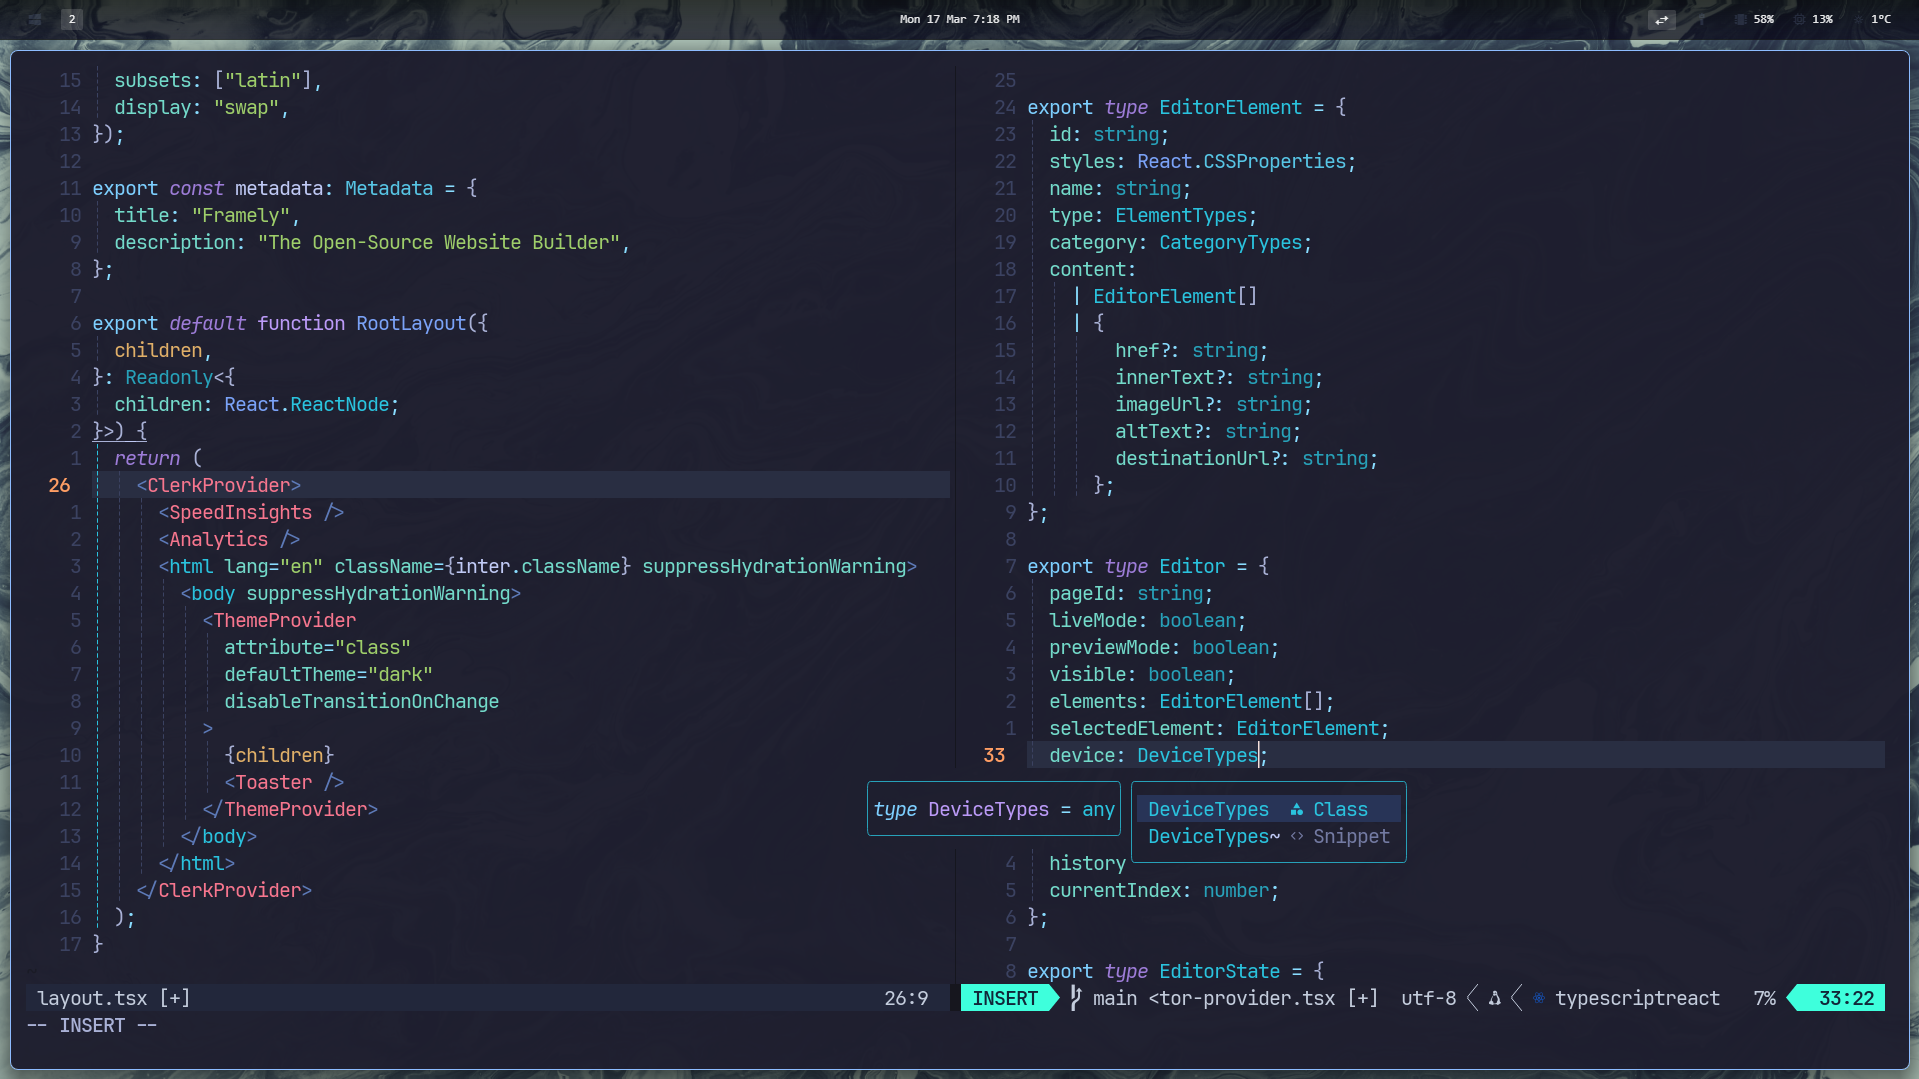 2
Mon 17 Mar 7:18 PM
58%
13%
1°C
15 subsets: ["latin"],
14 display: "swap",
13 });
12
11 export const metadata: Metadata = {
10 title: "Framely",
9 description: "The Open-Source Website Builder",
8 };
7
6 export default function RootLayout({
5 children,
4 }: Readonly<{
3 children: React.ReactNode;
2 }>) {
1 return (
26 <ClerkProvider>
1 <SpeedInsights />
2 <Analytics />
3 <html lang="en" className={inter.className} suppressHydrationWarning>
4 <body suppressHydrationWarning>
5 <ThemeProvider
6 attribute="class"
7 defaultTheme="dark"
8 disableTransitionOnChange
9 >
10 {children}
11 <Toaster />
12 </ThemeProvider>
13 </body>
14 </html>
15 </ClerkProvider>
16 );
17 }
layout.tsx [+] 26:9
-- INSERT --
25
24 export type EditorElement = {
23 id: string;
22 styles: React.CSSProperties;
21 name: string;
20 type: ElementTypes;
19 category: CategoryTypes;
18 content:
17 | EditorElement[]
16 | {
15 href?: string;
14 innerText?: string;
13 imageUrl?: string;
12 altText?: string;
11 destinationUrl?: string;
10 };
9 };
8
7 export type Editor = {
6 pageId: string;
5 liveMode: boolean;
4 previewMode: boolean;
3 visible: boolean;
2 elements: EditorElement[];
1 selectedElement: EditorElement;
33 device: DeviceTypes;
type DeviceTypes = any
DeviceTypes Class
DeviceTypes~ Snippet
4 history
5 currentIndex: number;
6 };
7
8 export type EditorState = {
INSERT main <tor-provider.tsx [+] utf-8 typescriptreact 7% 33:22